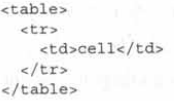 <table>
  <tr>
    <td>cell</td>
  </tr>
</table>